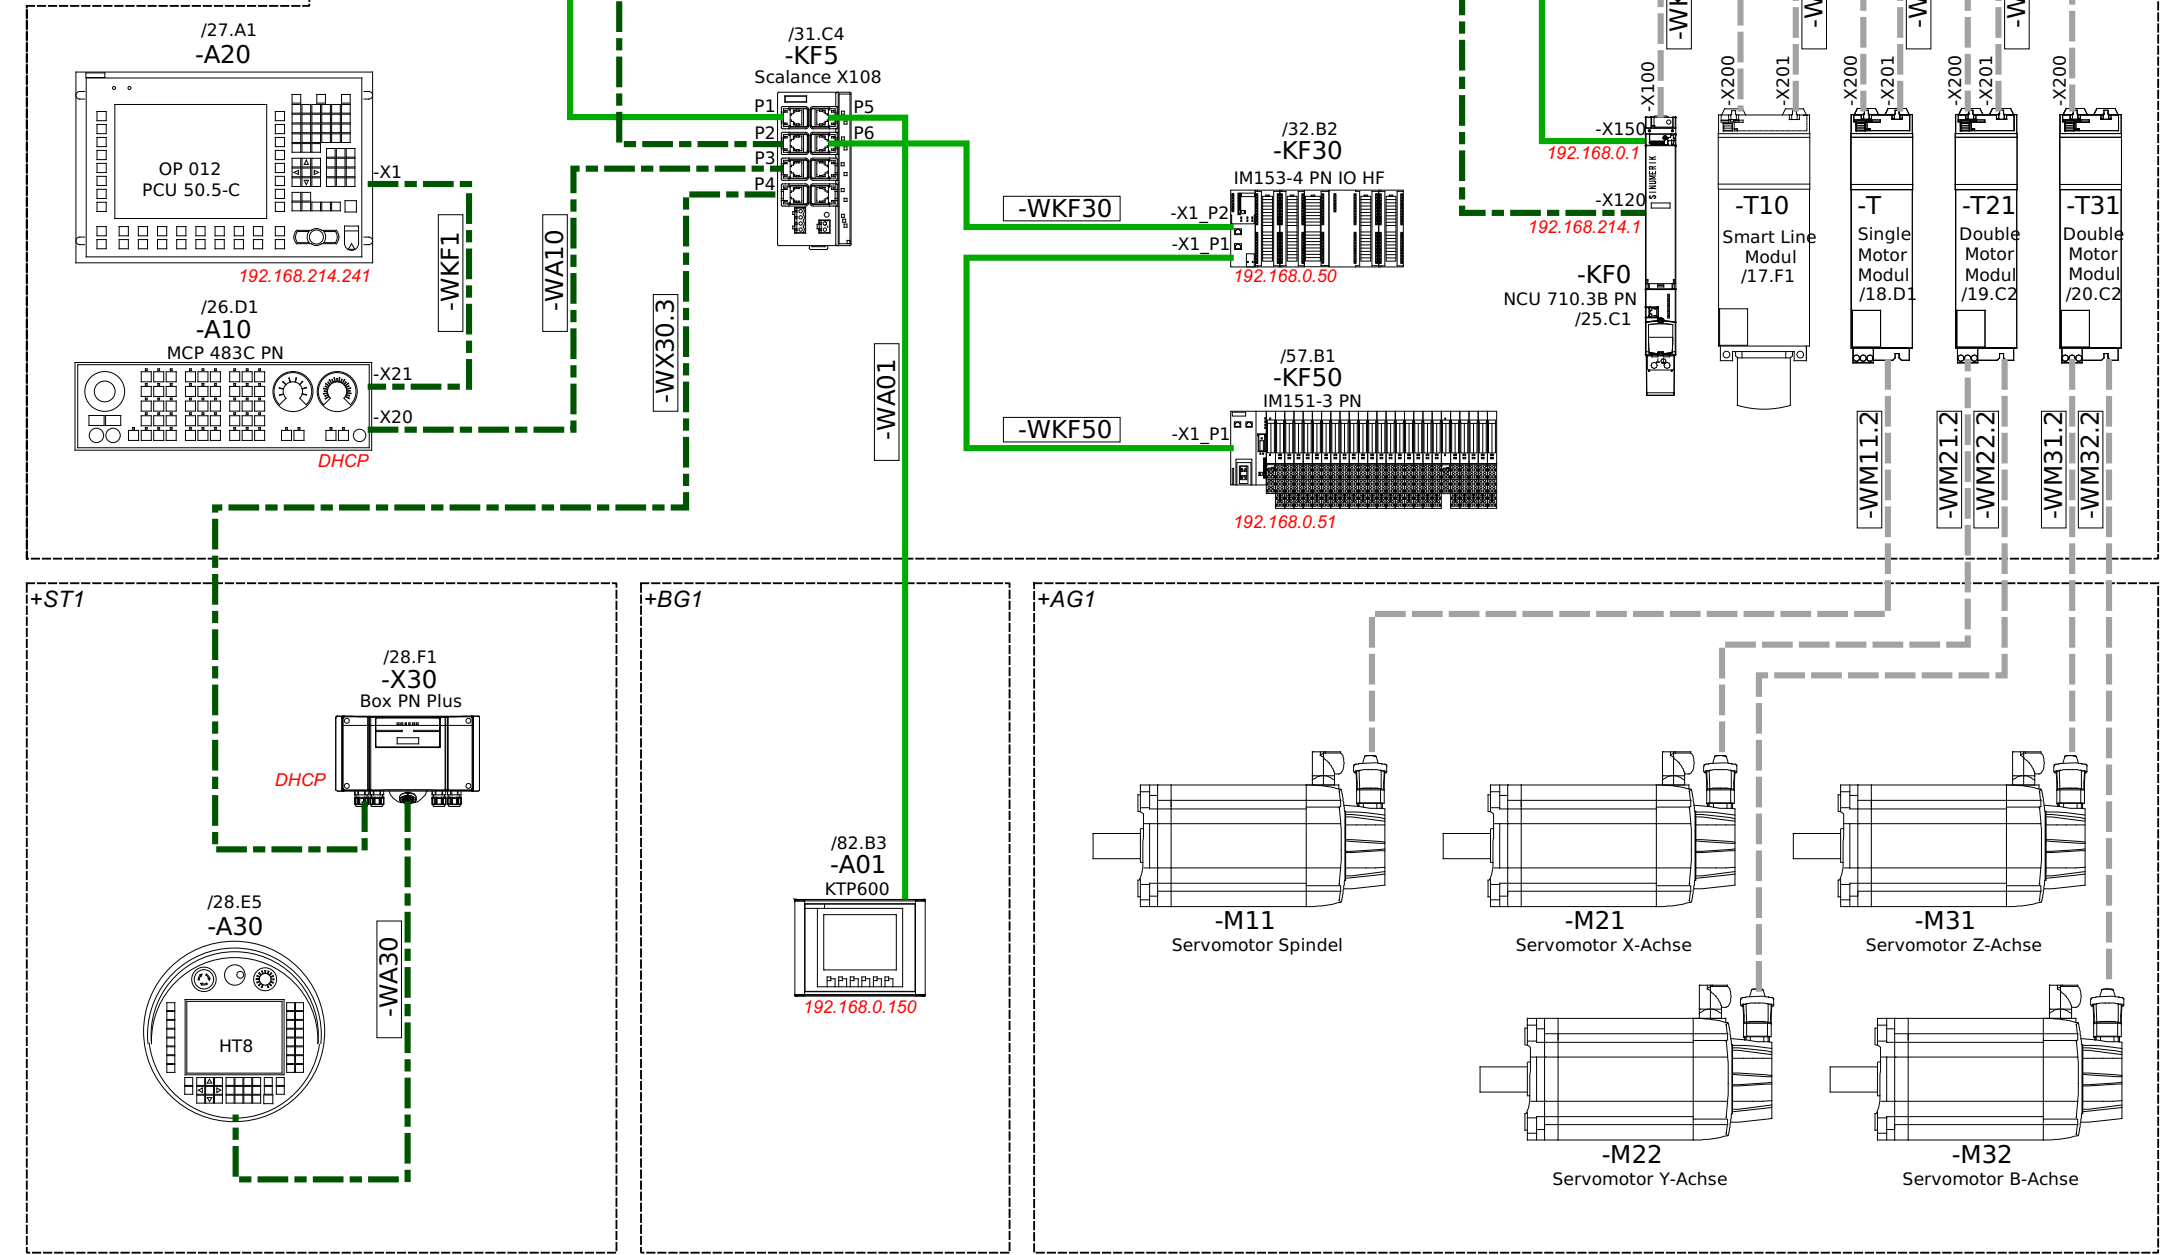 /27.A1
-A20
OP 012
PCU 50.5-C
-X1
192.168.214.241
/26.D1
-A10
MCP 483C PN
-X21
-X20
DHCP
-WKF1
-WA10
-WX30.3
/31.C4
-KF5
Scalance X108
P1
P2
P3
P4
P5
P6
-WA01
-WKF30
-WKF50
/32.B2
-KF30
IM153-4 PN IO HF
-X1_P2
-X1_P1
192.168.0.50
/57.B1
-KF50
IM151-3 PN
-X1_P1
192.168.0.51
-X100
-X150
192.168.0.1
SINUMERIK
-X120
192.168.214.1
-KF0
NCU 710.3B PN
/25.C1
-X200
-X201
-T10
Smart Line
Modul
/17.F1
-X200
-X201
-T
Single
Motor
Modul
/18.D1
-X200
-X201
-T21
Double
Motor
Modul
/19.C2
-X200
-T31
Double
Motor
Modul
/20.C2
-WM11.2
-WM21.2
-WM22.2
-WM31.2
-WM32.2
+ST1
/28.F1
-X30
Box PN Plus
DHCP
/28.E5
-A30
HT8
-WA30
+BG1
/82.B3
-A01
KTP600
192.168.0.150
+AG1
-M11
Servomotor Spindel
-M21
Servomotor X-Achse
-M31
Servomotor Z-Achse
-M22
Servomotor Y-Achse
-M32
Servomotor B-Achse